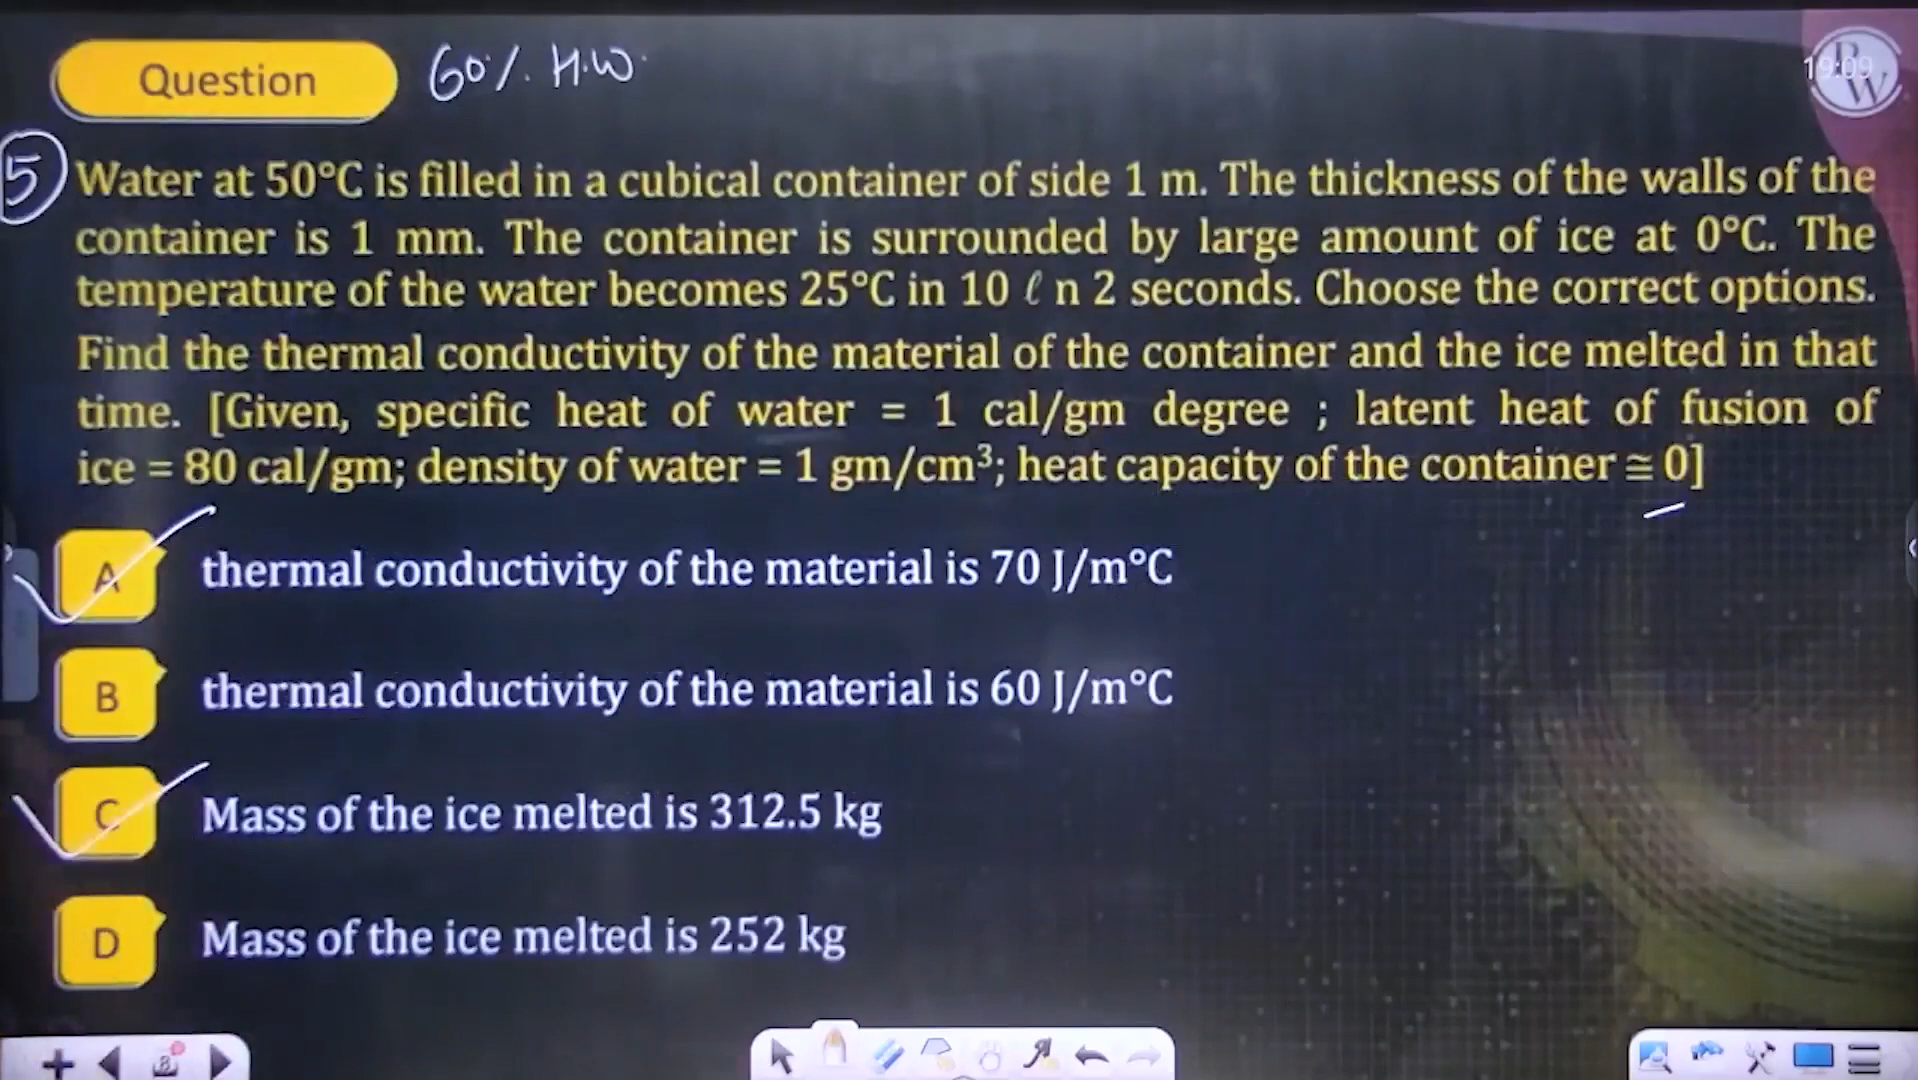 Question 60% H.W.
19:09
PW
5 Water at 50°C is filled in a cubical container of side 1 m. The thickness of the walls of the
container is 1 mm. The container is surrounded by large amount of ice at 0°C. The
temperature of the water becomes 25°C in 10 ℓ n 2 seconds. Choose the correct options.
Find the thermal conductivity of the material of the container and the ice melted in that
time. [Given, specific heat of water = 1 cal/gm degree ; latent heat of fusion of
ice = 80 cal/gm; density of water = 1 gm/cm³; heat capacity of the container ≅ 0]
A thermal conductivity of the material is 70 J/m°C
B thermal conductivity of the material is 60 J/m°C
C Mass of the ice melted is 312.5 kg
D Mass of the ice melted is 252 kg